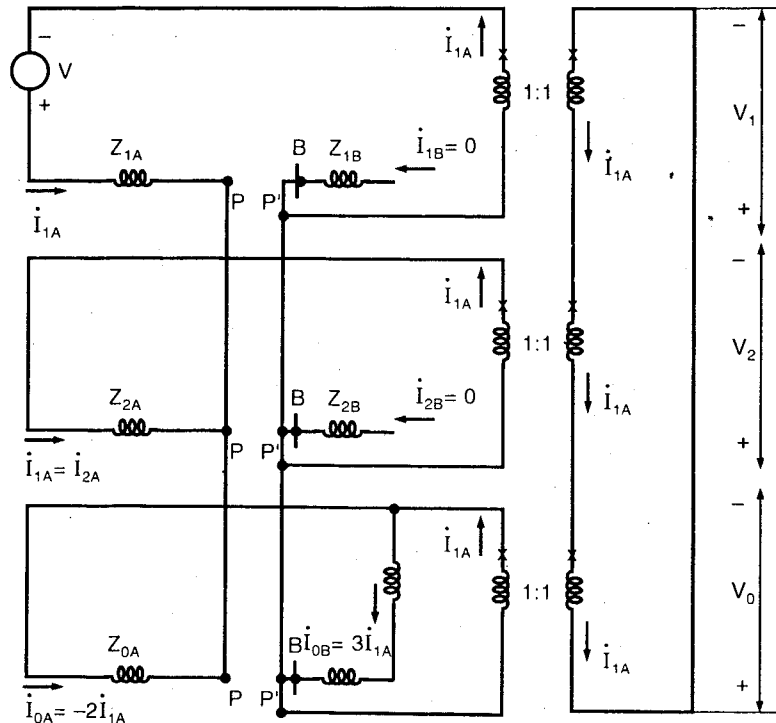 −
V
+
Z1A
İ1A
P
B
Z1B
İ1B = 0
P'
İ1A
1:1
İ1A
−
V1
+
Z2A
İ1A = İ2A
P
B
Z2B
İ2B = 0
P'
İ1A
1:1
İ1A
−
V2
+
Z0A
İ0A = −2İ1A
P
B
İ0B = 3İ1A
P'
İ1A
1:1
İ1A
−
V0
+